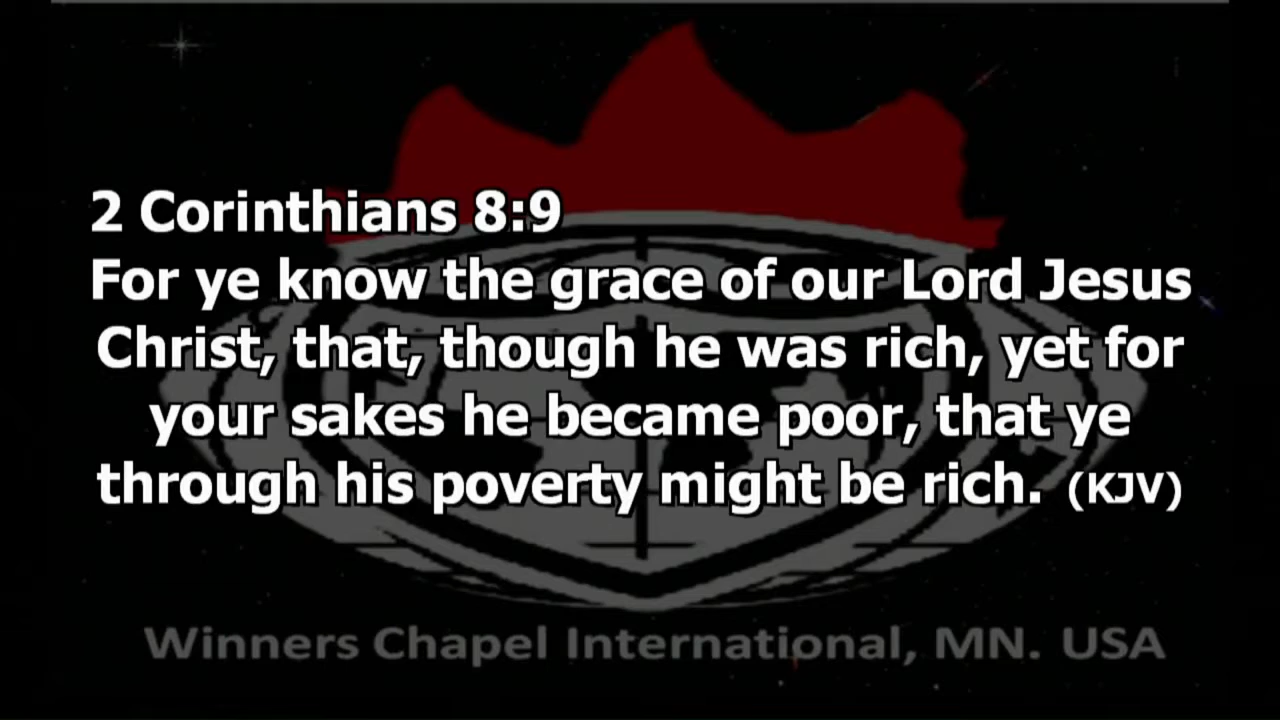 2 Corinthians 8:9
For ye know the grace of our Lord Jesus
Christ, that, though he was rich, yet for
your sakes he became poor, that ye
through his poverty might be rich. (KJV)
Winners Chapel International, MN. USA